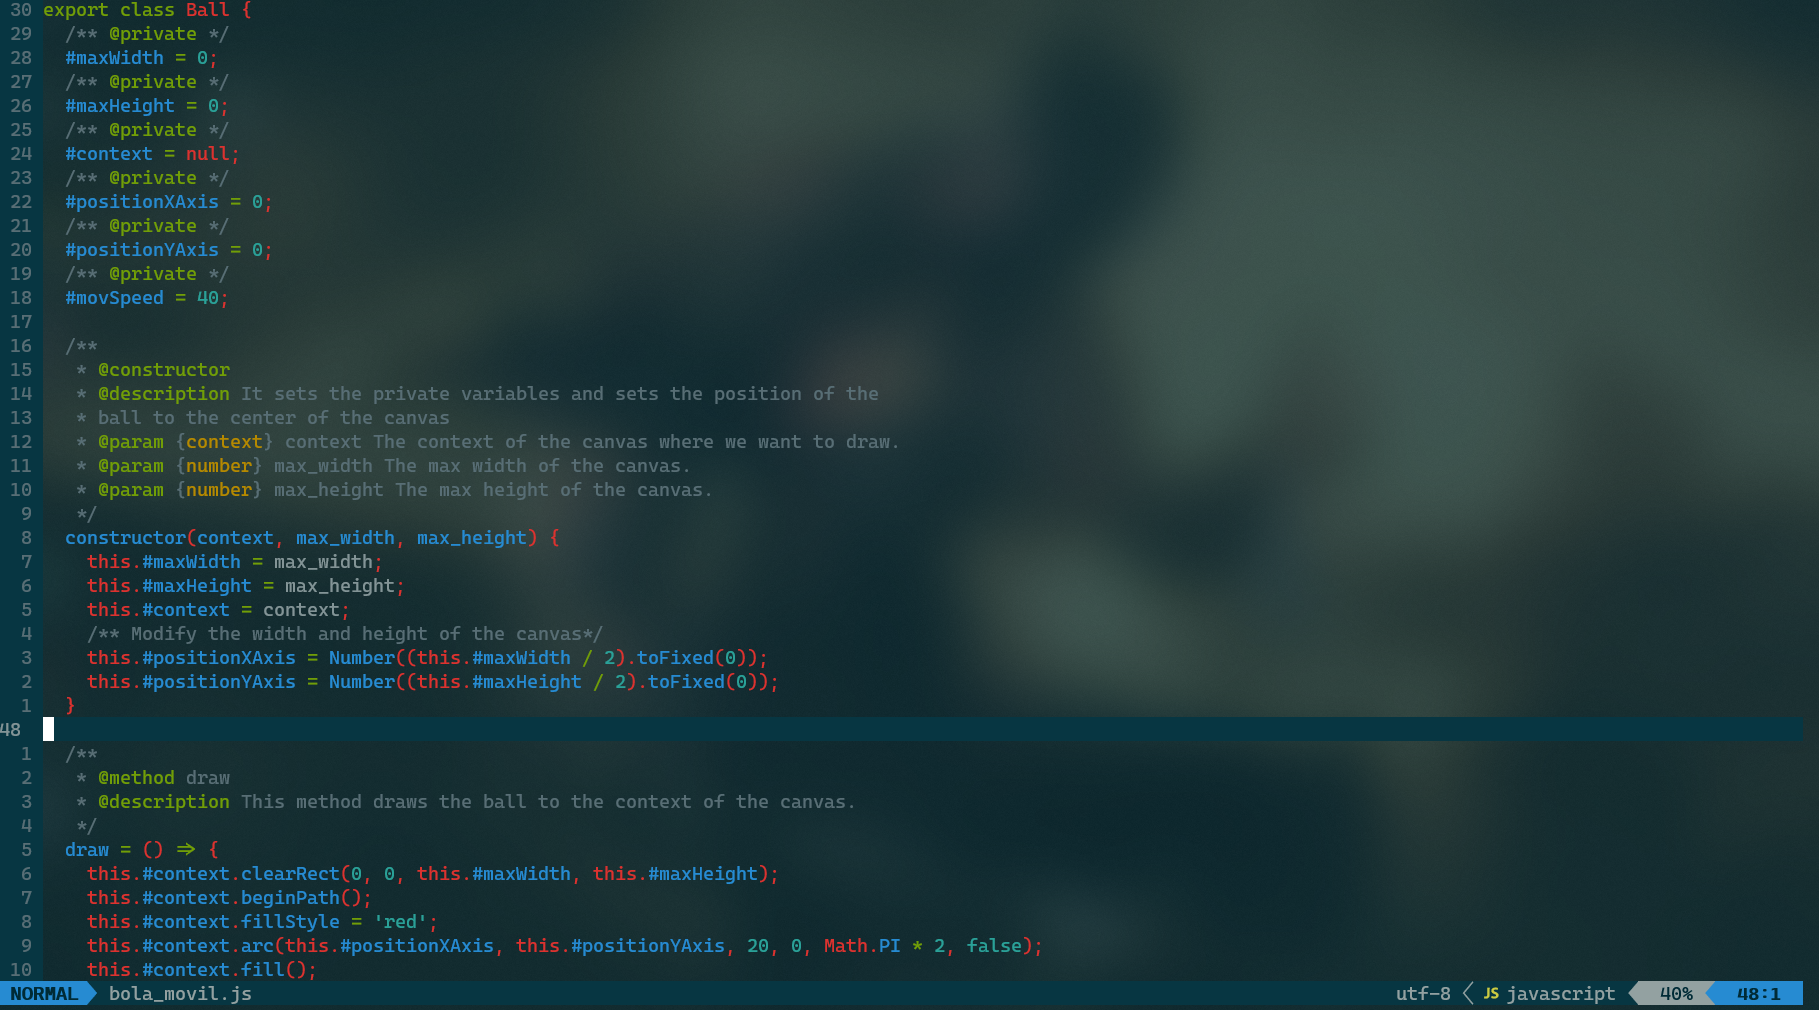 30 export class Ball {
29   /** @private */
28   #maxWidth = 0;
27   /** @private */
26   #maxHeight = 0;
25   /** @private */
24   #context = null;
23   /** @private */
22   #positionXAxis = 0;
21   /** @private */
20   #positionYAxis = 0;
19   /** @private */
18   #movSpeed = 40;
17
16   /**
15    * @constructor
14    * @description It sets the private variables and sets the position of the
13    * ball to the center of the canvas
12    * @param {context} context The context of the canvas where we want to draw.
11    * @param {number} max_width The max width of the canvas.
10    * @param {number} max_height The max height of the canvas.
9    */
8   constructor(context, max_width, max_height) {
7     this.#maxWidth = max_width;
6     this.#maxHeight = max_height;
5     this.#context = context;
4     /** Modify the width and height of the canvas*/
3     this.#positionXAxis = Number((this.#maxWidth / 2).toFixed(0));
2     this.#positionYAxis = Number((this.#maxHeight / 2).toFixed(0));
1   }
48
1   /**
2    * @method draw
3    * @description This method draws the ball to the context of the canvas.
4    */
5   draw = () => {
6     this.#context.clearRect(0, 0, this.#maxWidth, this.#maxHeight);
7     this.#context.beginPath();
8     this.#context.fillStyle = 'red';
9     this.#context.arc(this.#positionXAxis, this.#positionYAxis, 20, 0, Math.PI * 2, false);
10     this.#context.fill();
NORMAL bola_movil.js utf-8 JS javascript 40% 48:1